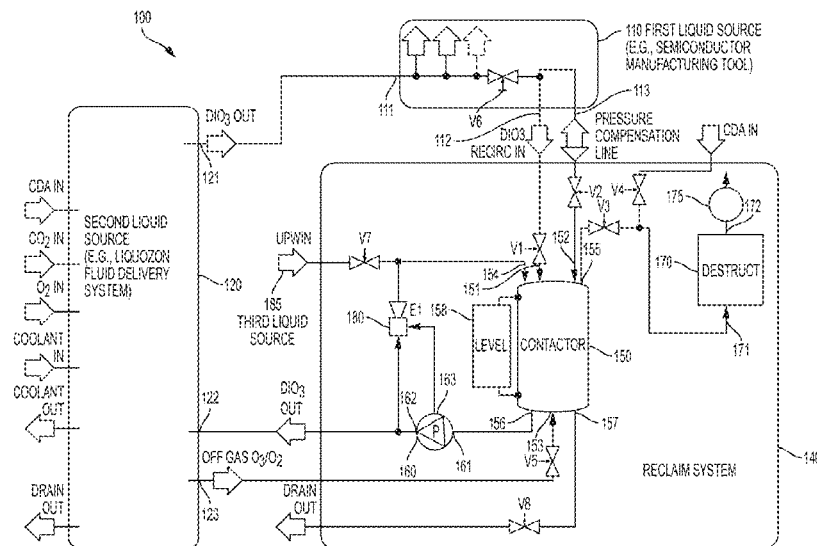 100
110 FIRST LIQUID SOURCE
(E.G., SEMICONDUCTOR
MANUFACTURING TOOL)
V6
111
113
112
DIO3 OUT
121
DIO3
RECIRC IN
PRESSURE
COMPENSATION
LINE
CDA IN
CDA IN
CO2 IN
O2 IN
COOLANT
IN
COOLANT
OUT
DRAIN
OUT
SECOND LIQUID
SOURCE
(E.G., LIQUOZON
FLUID DELIVERY
SYSTEM)
120
UPWIN
V7
185
THIRD LIQUID
SOURCE
V1
V2
V3
V4
175
172
154
151
152
155
170
DESTRUCT
171
E1
180
158
LEVEL
CONTACTOR
150
163
162
P
160
161
156
153
157
122
DIO3
OUT
V5
OFF GAS O3/O2
123
DRAIN
OUT
V8
RECLAIM SYSTEM
140